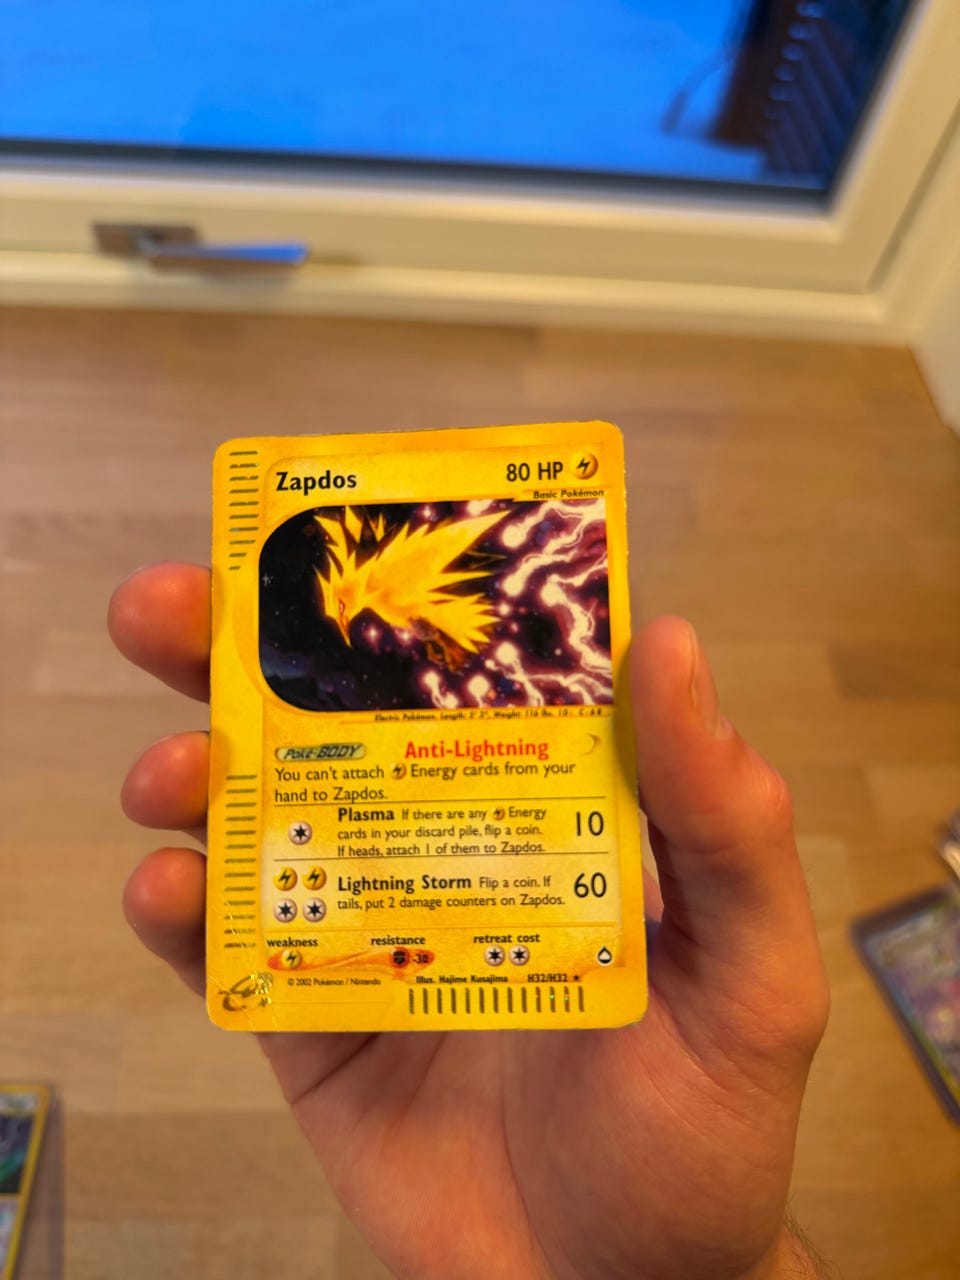 Zapdos
80 HP
Basic Pokémon
Electric Pokémon. Length: 5' 3", Weight: 116 lbs. ID: C-64
Poké-BODY Anti-Lightning
You can't attach Energy cards from your
hand to Zapdos.
Plasma If there are any Energy
cards in your discard pile, flip a coin.
If heads, attach 1 of them to Zapdos.
10
Lightning Storm Flip a coin. If
tails, put 2 damage counters on Zapdos.
60
weakness
resistance
-30
retreat cost
© 2002 Pokémon / Nintendo
Illus. Hajime Kusajima
H32/H32 ★